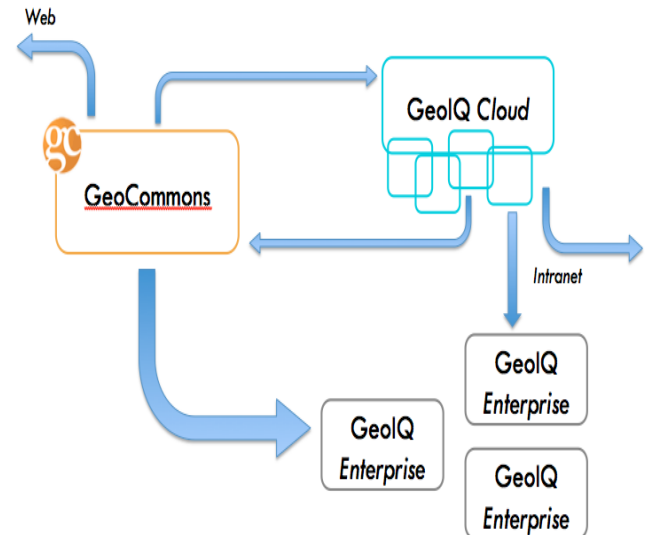 Web
GeoIQ Cloud
gc
GeoCommons
Intranet
GeoIQ
Enterprise
GeoIQ
Enterprise
GeoIQ
Enterprise